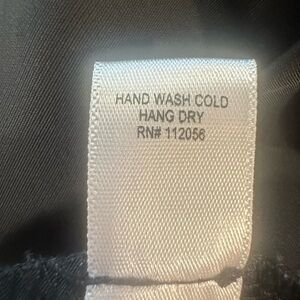 HAND WASH COLD
HANG DRY
RN# 112056